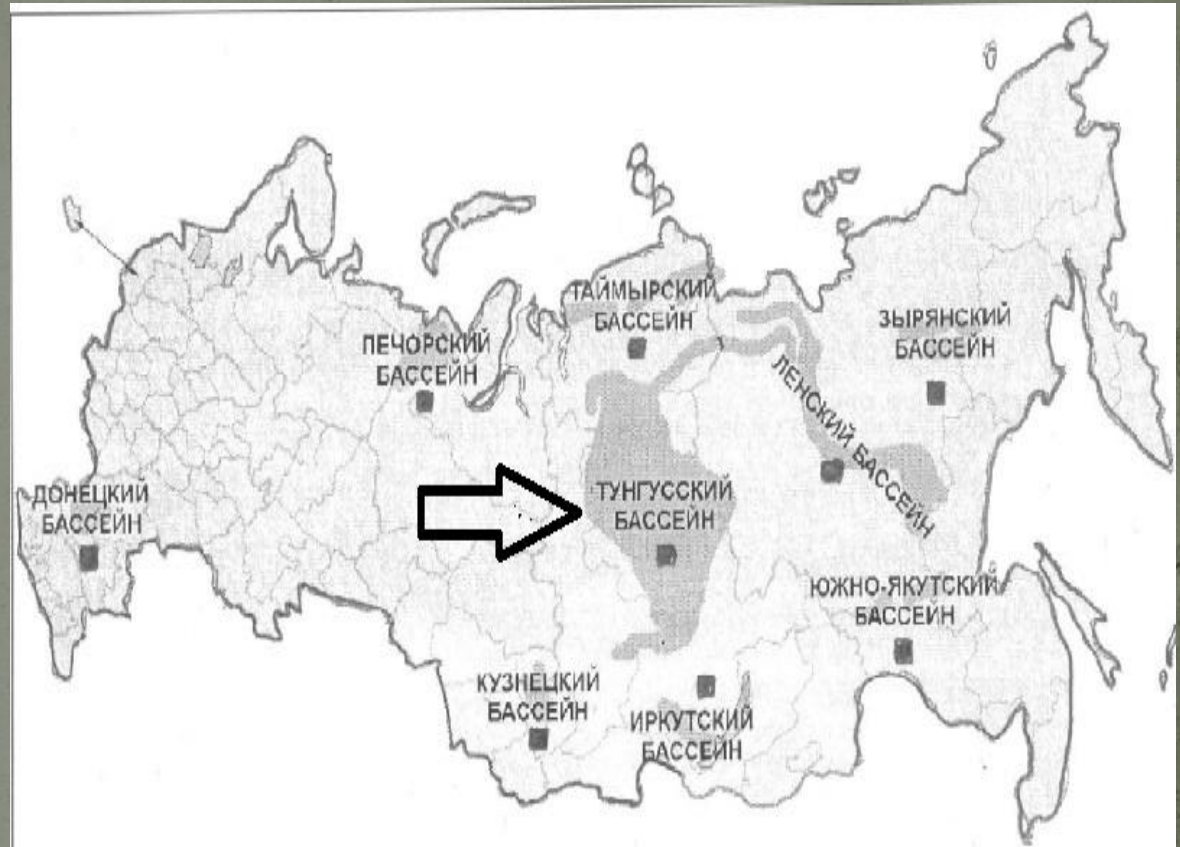 ТАЙМЫРСКИЙ
БАССЕЙН
ЗЫРЯНСКИЙ
БАССЕЙН
ПЕЧОРСКИЙ
БАССЕЙН
ЛЕНСКИЙ БАССЕЙН
ДОНЕЦКИЙ
БАССЕЙН
ТУНГУССКИЙ
БАССЕЙН
ЮЖНО-ЯКУТСКИЙ
БАССЕЙН
КУЗНЕЦКИЙ
БАССЕЙН
ИРКУТСКИЙ
БАССЕЙН